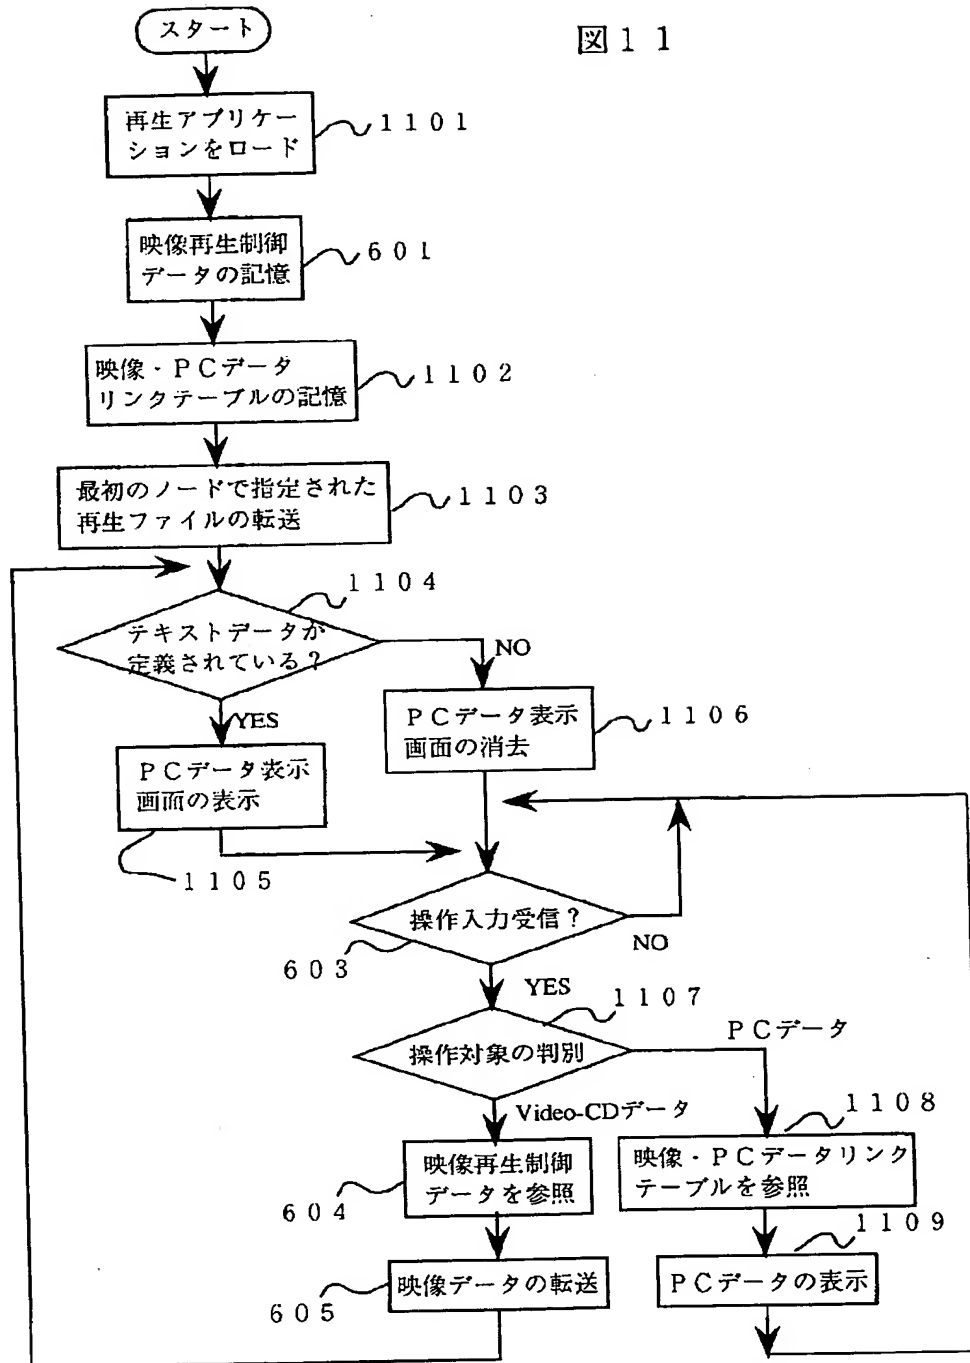 図11
スタート
再生アプリケー
ションをロード
1101
映像再生制御
データの記憶
601
映像・PCデータ
リンクテーブルの記憶
1102
最初のノードで指定された
再生ファイルの転送
1103
1104
テキストデータが
定義されている?
NO
YES
PCデータ表示
画面の消去
1106
PCデータ表示
画面の表示
1105
操作入力受信?
603
NO
YES
1107
操作対象の判別
PCデータ
Video-CDデータ
1108
映像再生制御
データを参照
604
映像・PCデータリンク
テーブルを参照
1109
映像データの転送
605
PCデータの表示